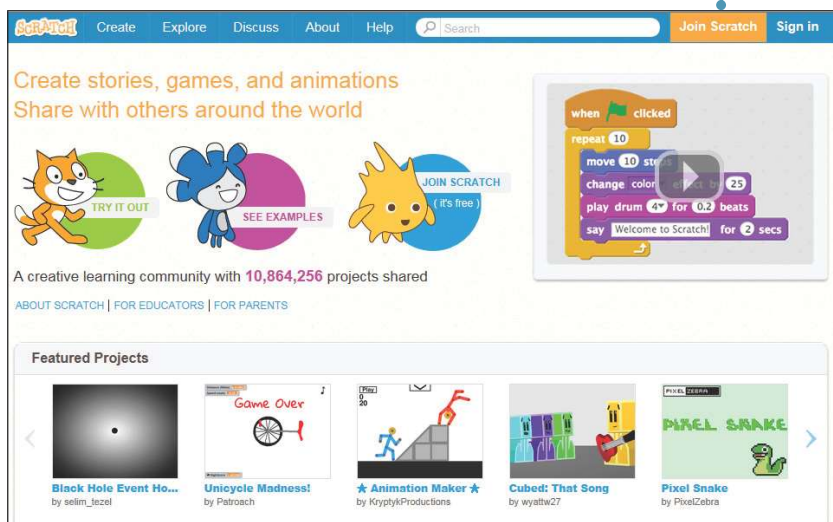 SCRATCH Create Explore Discuss About Help Search Join Scratch Sign in
Create stories, games, and animations
Share with others around the world
TRY IT OUT
SEE EXAMPLES
JOIN SCRATCH
( it's free )
when clicked
repeat 10
move 10 steps
change color effect by 25
play drum 4 for 0.2 beats
say Welcome to Scratch! for 2 secs
A creative learning community with 10,864,256 projects shared
ABOUT SCRATCH | FOR EDUCATORS | FOR PARENTS
Featured Projects
Game Over
Play
0
20
PIXEL ZEBRA
PIXEL SNAKE
Black Hole Event Ho...
by selim_tezel
Unicycle Madness!
by Patroach
★ Animation Maker ★
by KryptykProductions
Cubed: That Song
by wyattw27
Pixel Snake
by PixelZebra